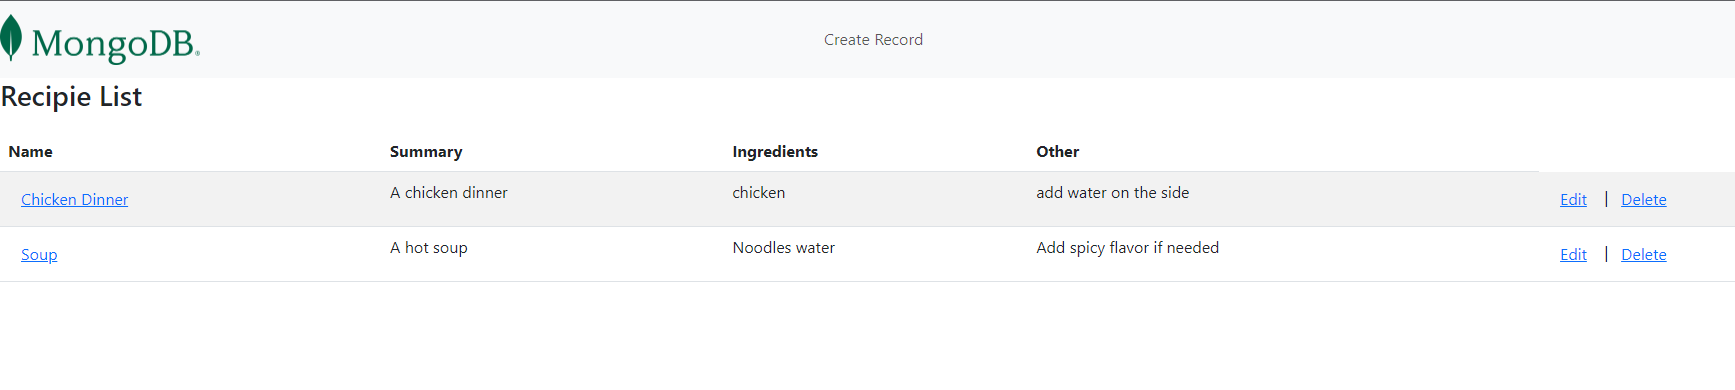 MongoDB®
Create Record
Recipie List
Name Summary Ingredients Other
Chicken Dinner A chicken dinner chicken add water on the side Edit | Delete
Soup A hot soup Noodles water Add spicy flavor if needed Edit | Delete